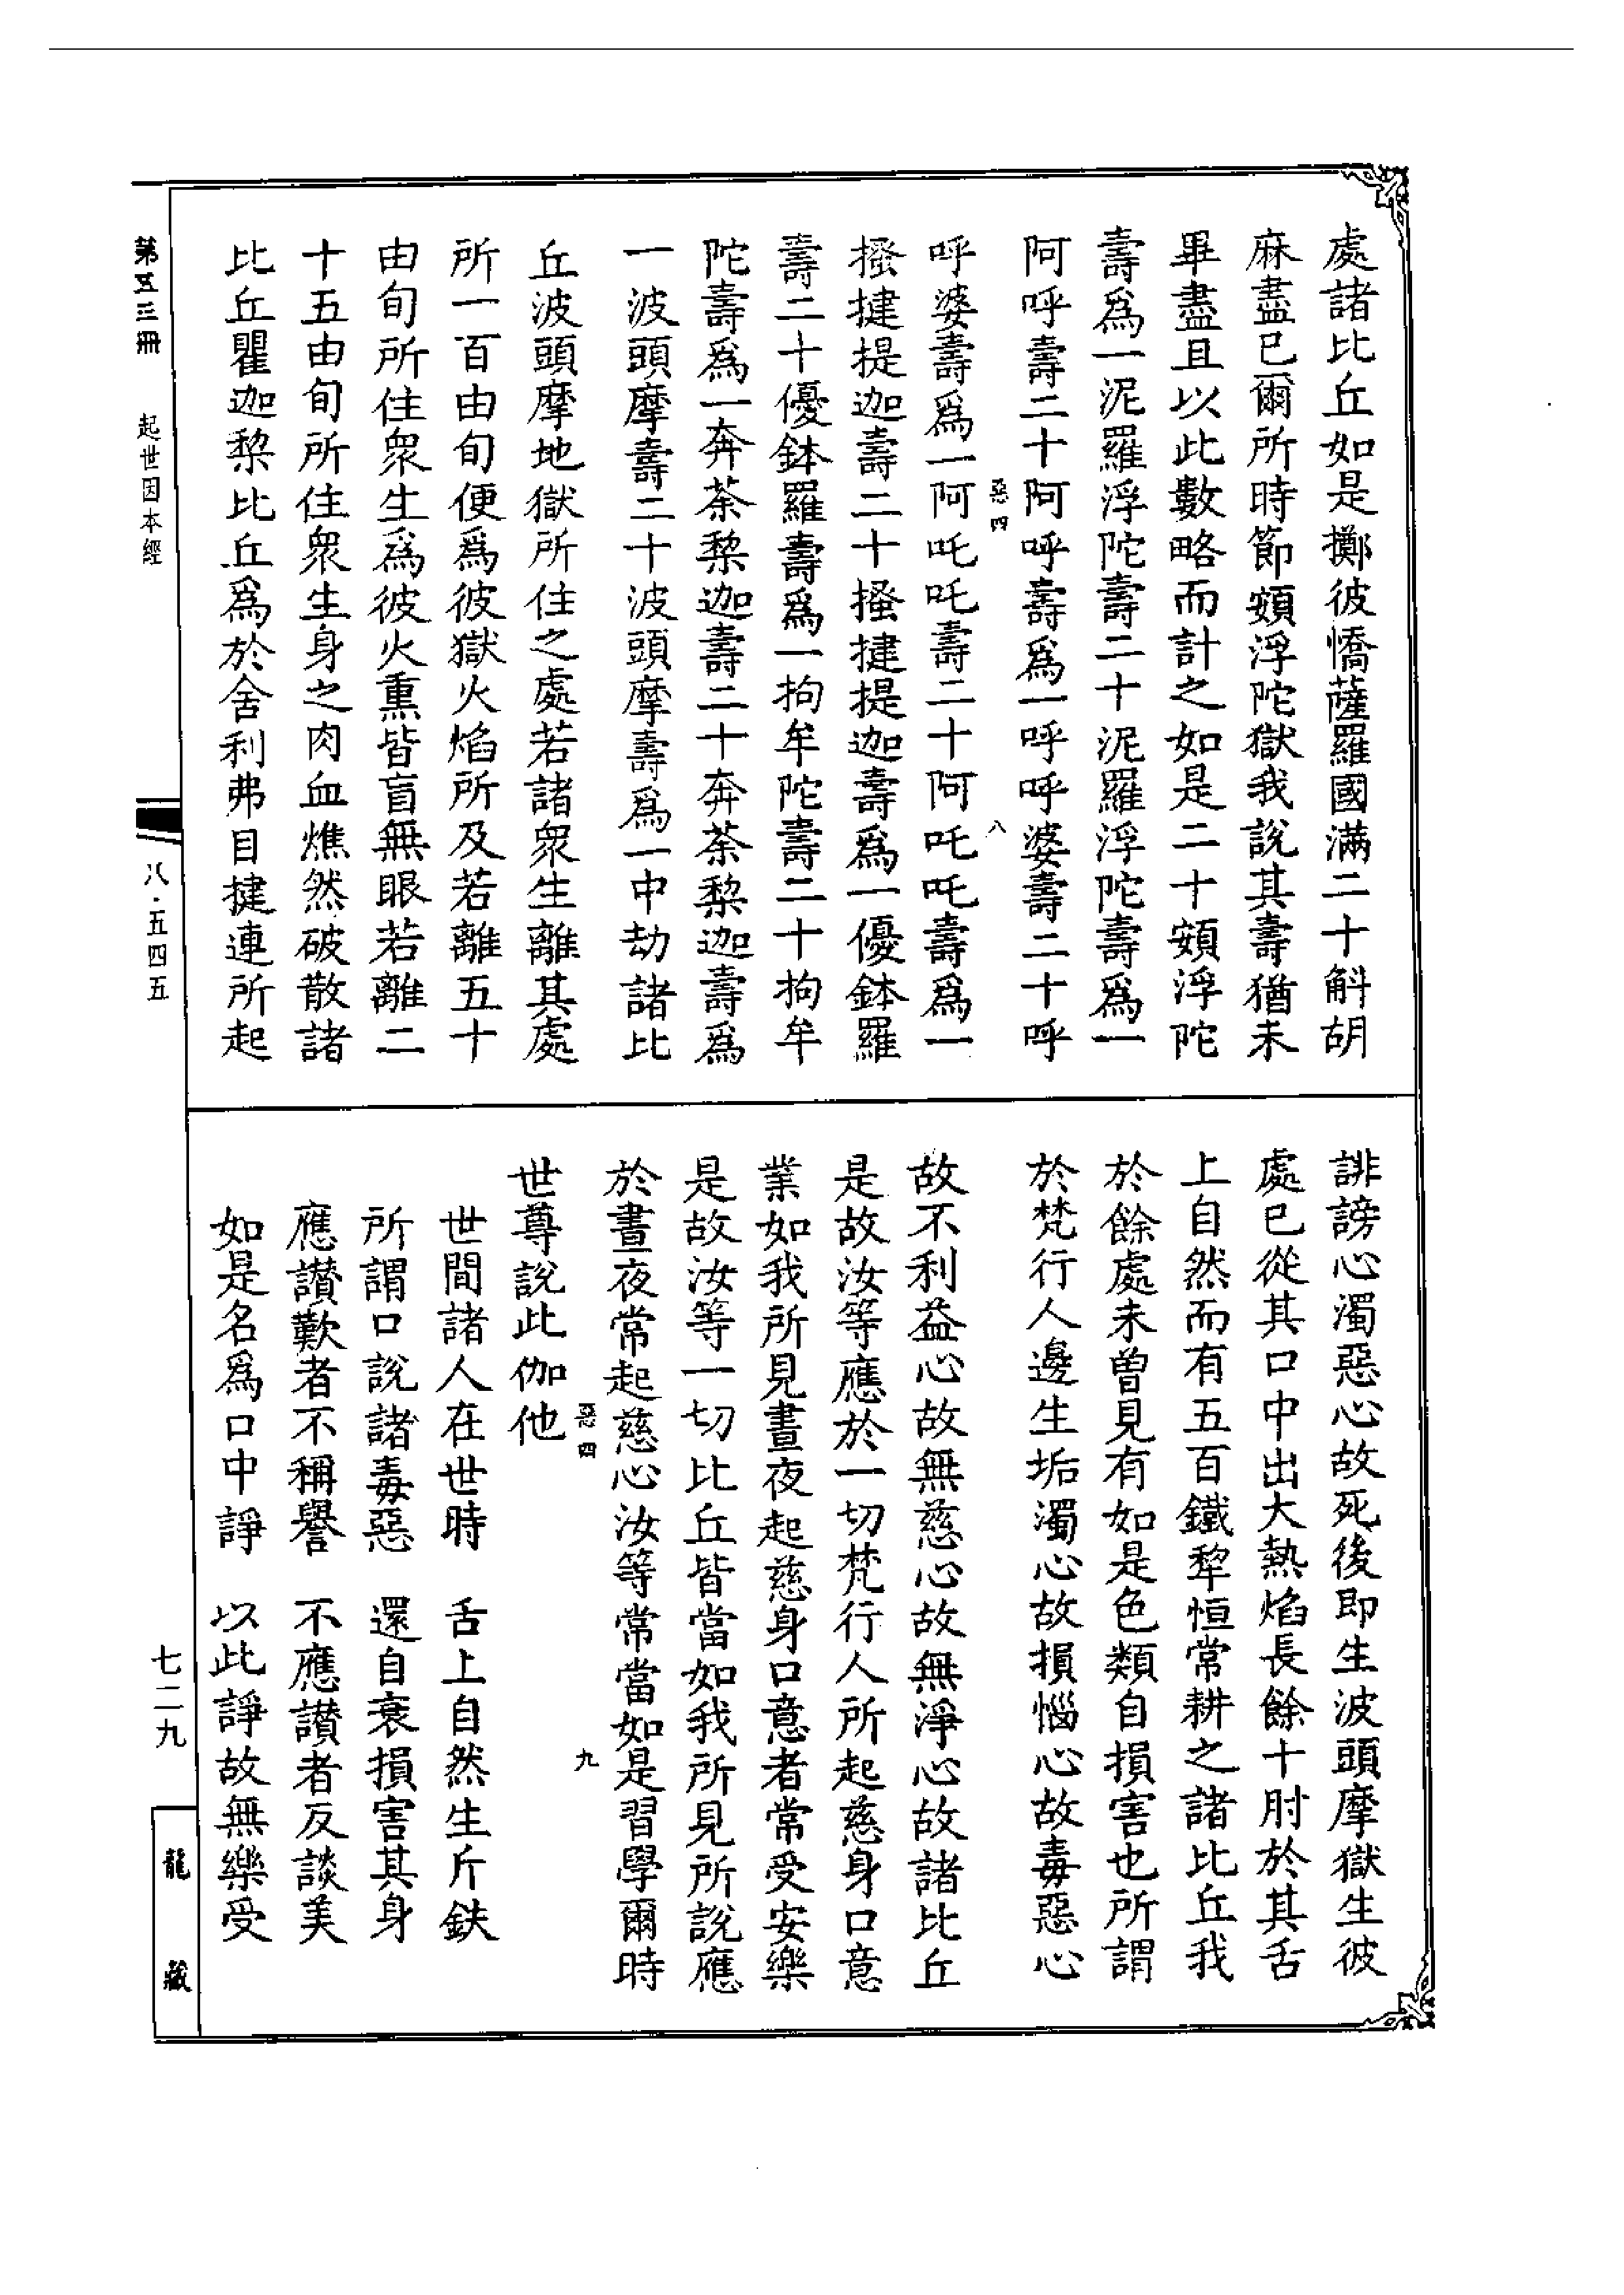 處諸比丘如是擲彼憍薩羅國滿二十斛胡
麻盡已爾所時節頞浮陀獄我說其壽猶未
畢盡且以此數略而計之如是二十頞浮陀
壽爲一泥羅浮陀壽二十泥羅浮陀壽爲一
阿呼壽二十阿呼壽爲一呼呼婆壽二十呼
惡四
八
呼婆壽爲一阿吒吒壽二十阿吒吒壽爲一
搔揵提迦壽二十搔揵提迦壽爲一優鉢羅
壽二十優鉢羅壽爲一拘牟陀壽二十拘牟
陀壽爲一奔荼棃迦壽二十奔荼棃迦壽爲
一波頭摩壽二十波頭摩壽爲一中劫諸比
丘波頭摩地獄所住之處若諸衆生離其處
所一百由旬便爲彼獄火焰所及若離五十
由旬所住衆生爲彼火熏皆盲無眼若離二
十五由旬所住衆生身之肉血燋然破散諸
比丘瞿迦棃比丘爲於舍利弗目揵連所起
誹謗心濁惡心故死後即生波頭摩獄生彼
處已從其口中出大熱焰長餘十肘於其舌
上自然而有五百鐵犂恒常耕之諸比丘我
於餘處未曾見有如是色類自損害也所謂
於梵行人邊生垢濁心故損惱心故毒惡心
故不利益心故無慈心故無淨心故諸比丘
是故汝等應於一切梵行人所起慈身口意
業如我所見晝夜起慈身口意者常受安樂
是故汝等一切比丘皆當如我所見所說應
於晝夜常起慈心汝等常當如是習學爾時
惡四
九
世尊說此伽他
世間諸人在世時　舌上自然生斤鈇
所謂口說諸毒惡　還自衰損害其身
應讃歎者不稱譽　不應讃者反談美
如是名爲口中諍　以此諍故無樂受
第五三冊　起世因本經
八·五四五
七二九
龍藏